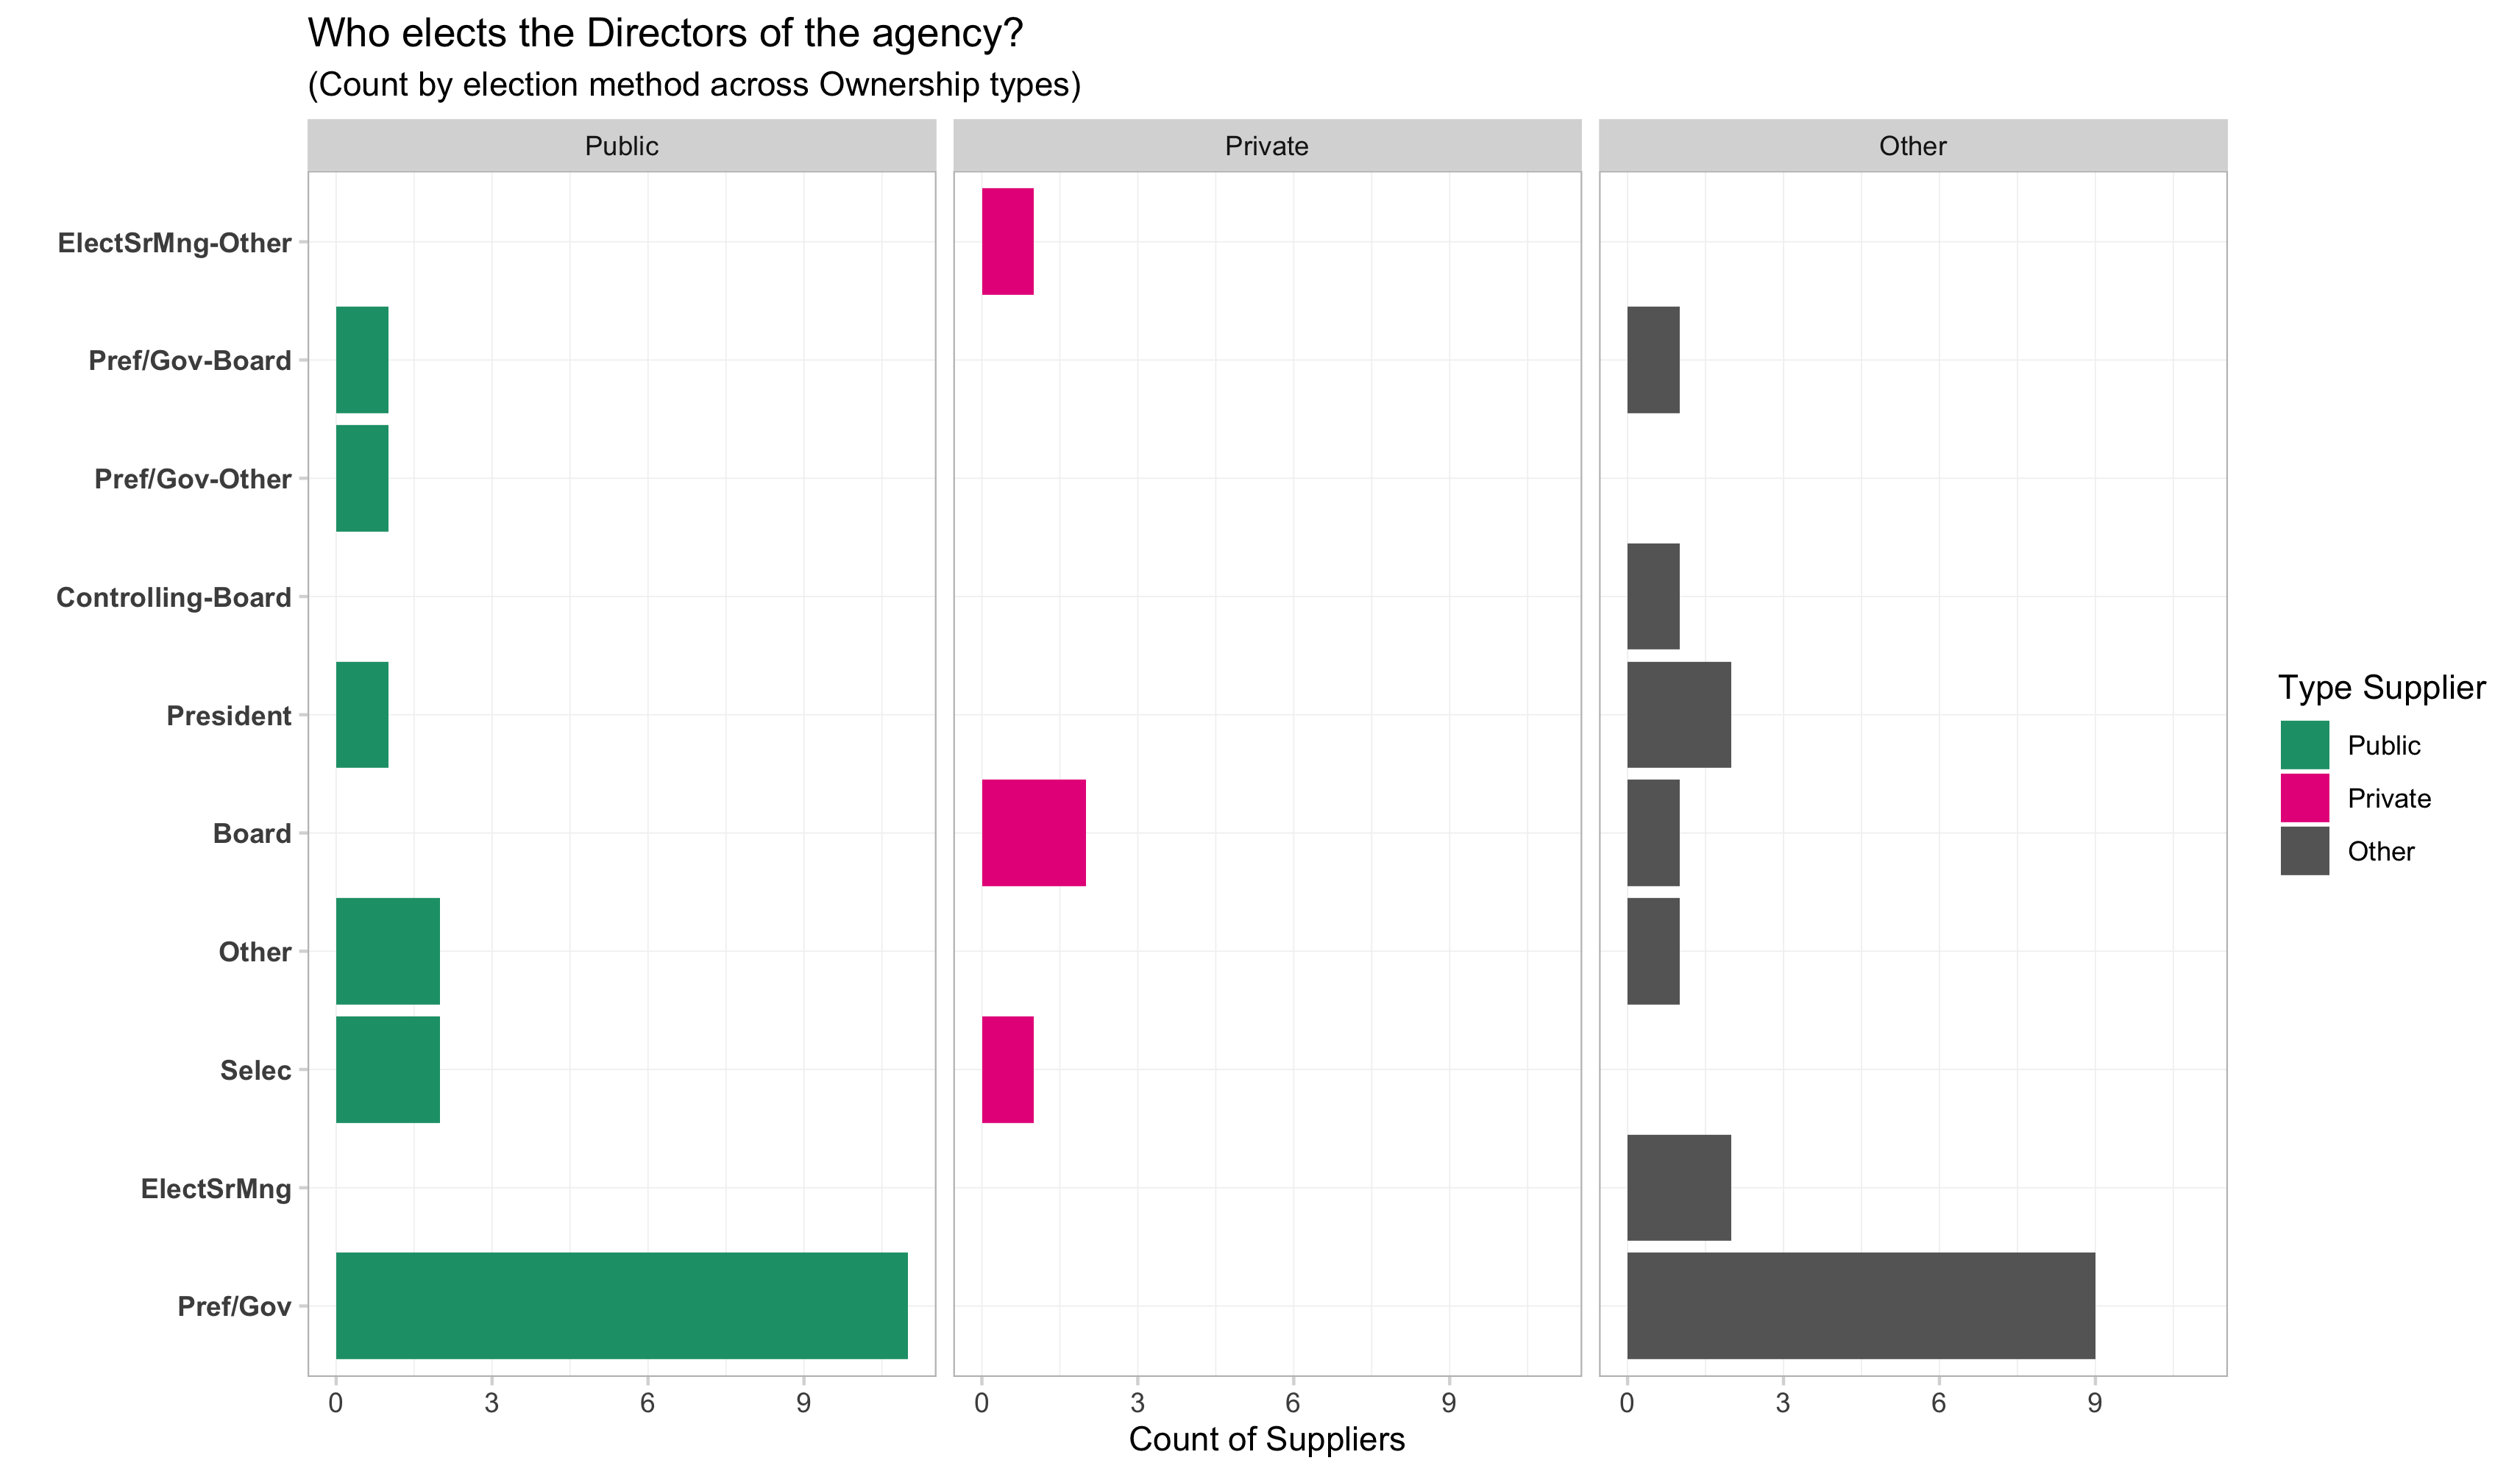 Who elects the Directors of the agency?
(Count by election method across Ownership types)
Public
Private
Other
ElectSrMng-Other
Pref/Gov-Board
Pref/Gov-Other
Controlling-Board
President
Board
Other
Selec
ElectSrMng
Pref/Gov
0 3 6 9
0 3 6 9
0 3 6 9
Count of Suppliers
Type Supplier
Public
Private
Other